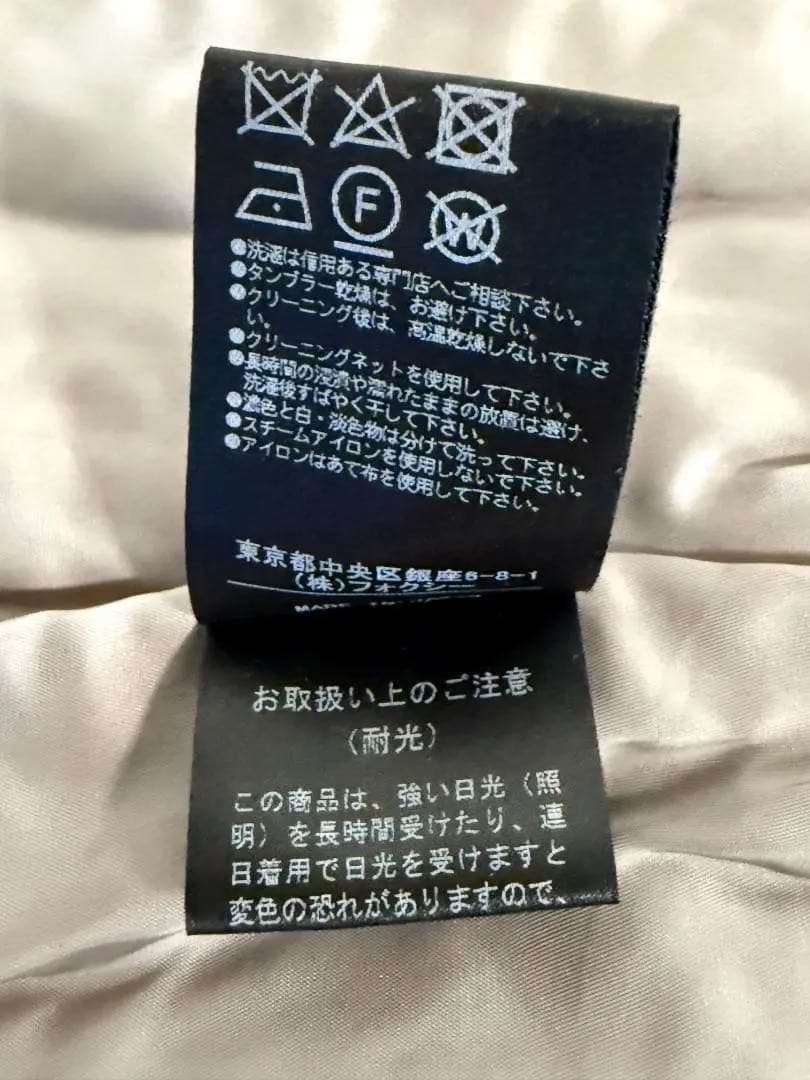 F
W
●洗濯は信用ある専門店へご相談下さい。
●タンブラー乾燥は お避け下さい。
●クリーニング後は、高温乾燥しないで下さ
い。
●クリーニングネットを使用して下さい。
●長時間の浸漬や濡れたままの放置は避け、
洗濯後すばやく干して下さい。
●濃色と白・淡色物は分けて洗って下さい。
●スチームアイロンを使用しないで下さい。
●アイロンはあて布を使用して下さい。
東京都中央区銀座6-8-1
(株)フォクシー
MADE
お取扱い上のご注意
(耐光)
この商品は、強い日光(照
明)を長時間受けたり、連
日着用で日光を受けますと
変色の恐れがありますので、